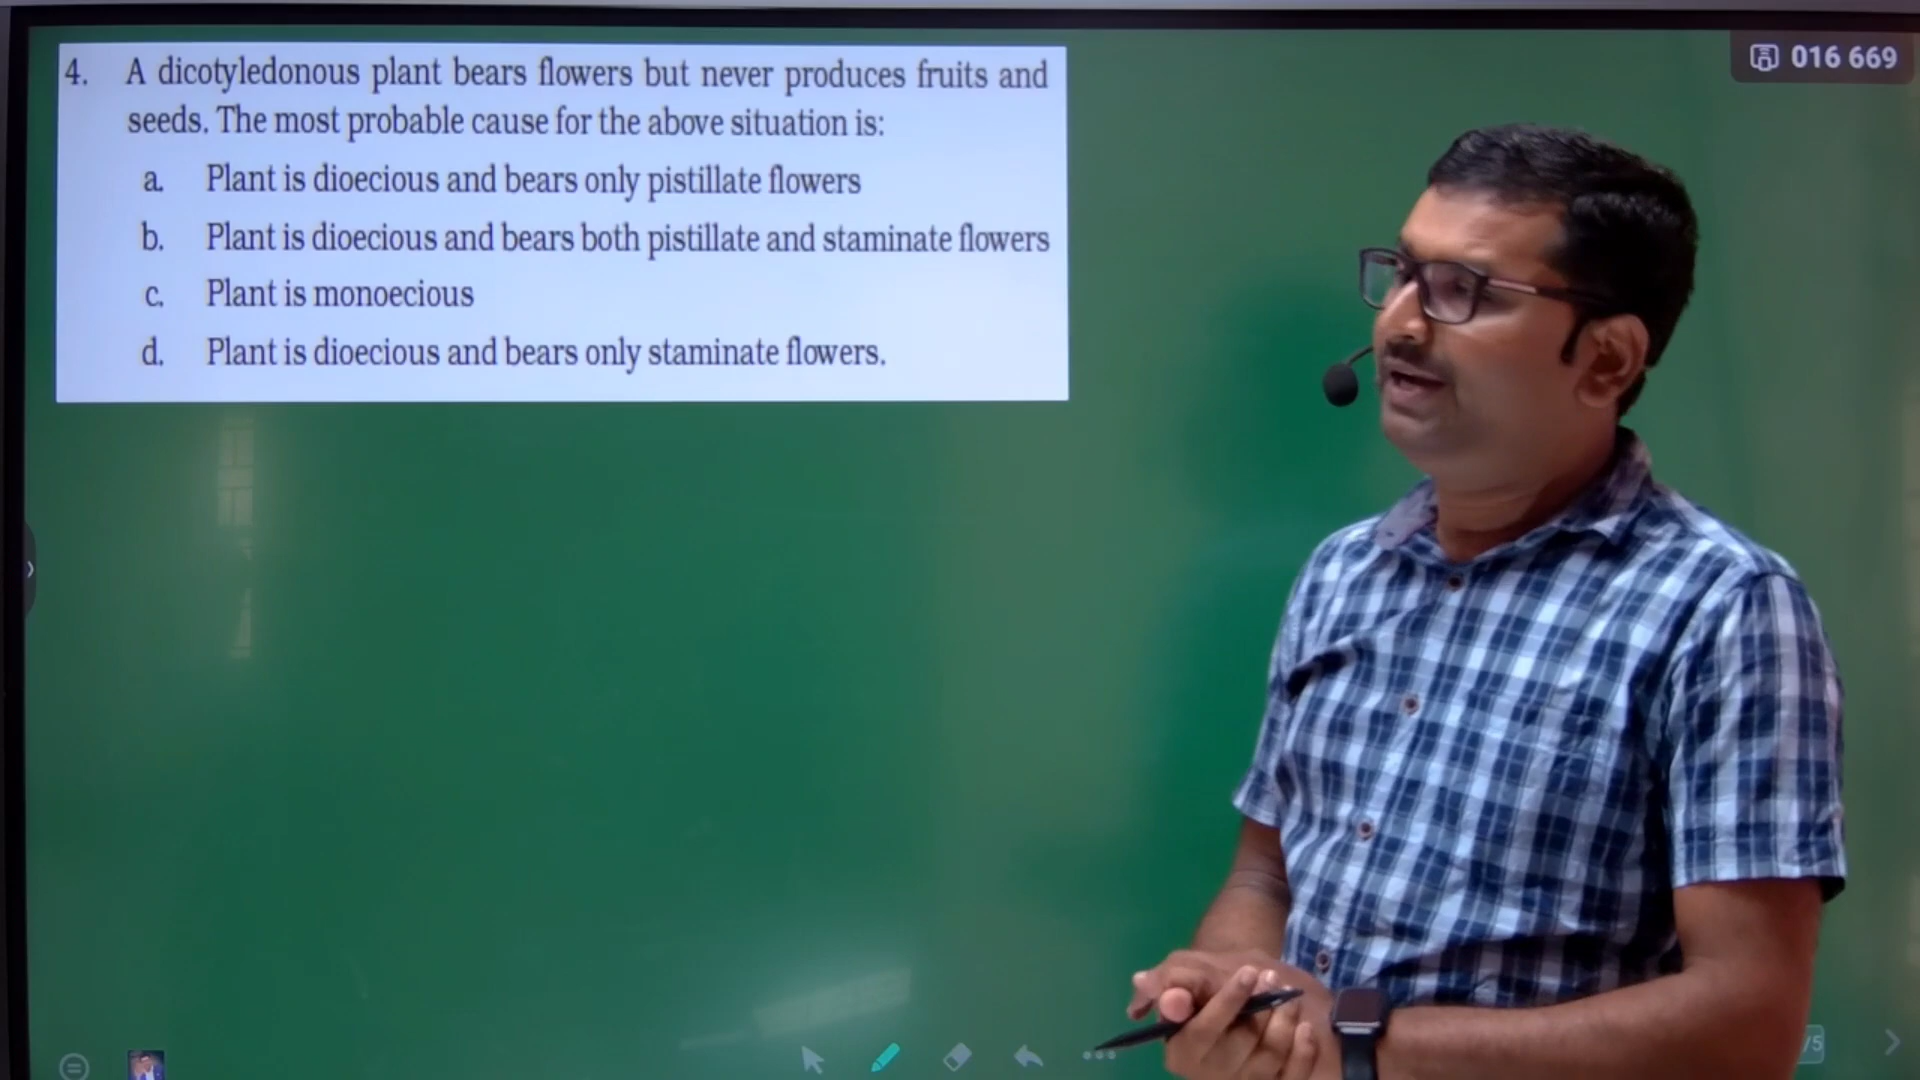 4. A dicotyledonous plant bears flowers but never produces fruits and
seeds. The most probable cause for the above situation is:
a. Plant is dioecious and bears only pistillate flowers
b. Plant is dioecious and bears both pistillate and staminate flowers
c. Plant is monoecious
d. Plant is dioecious and bears only staminate flowers.
016 669
/5